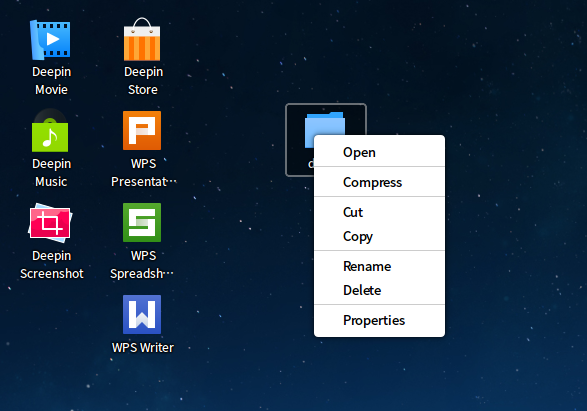 Deepin
Movie
Deepin
Store
Deepin
Music
WPS
Presentat···
Deepin
Screenshot
WPS
Spreadsh···
WPS Writer
Open
Compress
Cut
Copy
Rename
Delete
Properties